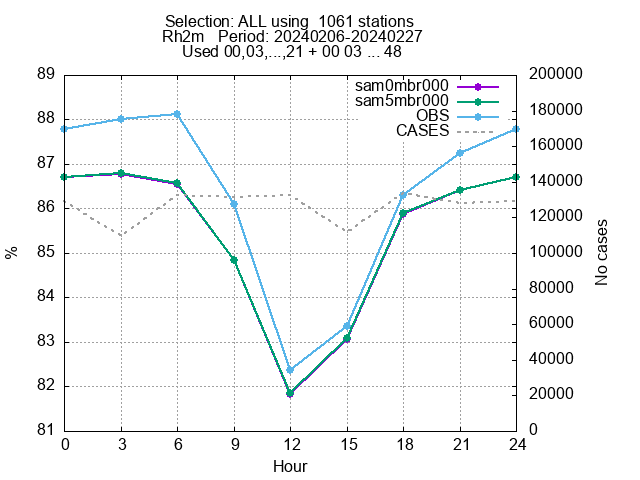 Selection: ALL using  1061 stations
Rh2m   Period: 20240206-20240227
Used 00,03,...,21 + 00 03 ... 48
89 200000
sam0mbr000
sam5mbr000
OBS
CASES
88 180000
87 160000
86 140000
85 120000
84 100000
83 80000
82 60000
81 40000
20000
0
%
No cases
0 3 6 9 12 15 18 21 24
Hour